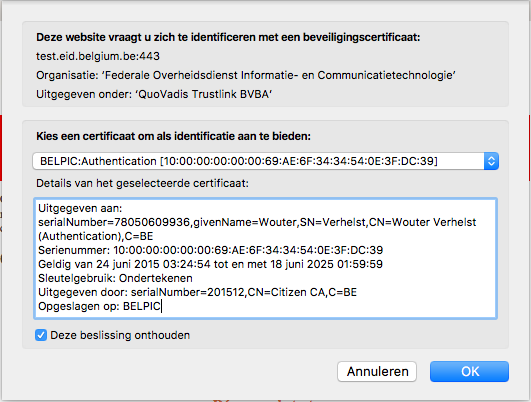 Deze website vraagt u zich te identificeren met een beveiligingscertificaat:
test.eid.belgium.be:443
Organisatie: 'Federale Overheidsdienst Informatie- en Communicatietechnologie'
Uitgegeven onder: 'QuoVadis Trustlink BVBA'
Kies een certificaat om als identificatie aan te bieden:
BELPIC:Authentication [10:00:00:00:00:00:69:AE:6F:34:34:54:0E:3F:DC:39]
Details van het geselecteerde certificaat:
Uitgegeven aan:
serialNumber=78050609936,givenName=Wouter,SN=Verhelst,CN=Wouter Verhelst
(Authentication),C=BE
Serienummer: 10:00:00:00:00:00:69:AE:6F:34:34:54:0E:3F:DC:39
Geldig van 24 juni 2015 03:24:54 tot en met 18 juni 2025 01:59:59
Sleutelgebruik: Ondertekenen
Uitgegeven door: serialNumber=201512,CN=Citizen CA,C=BE
Opgeslagen op: BELPIC
Deze beslissing onthouden
Annuleren
OK